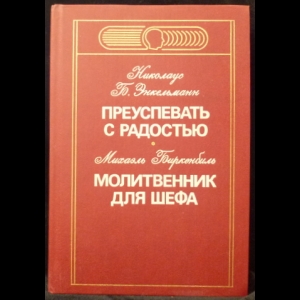 Николаус
Б. Энкельманн
ПРЕУСПЕВАТЬ
С РАДОСТЬЮ
Михаэль Биркенбиль
МОЛИТВЕННИК
ДЛЯ ШЕФА